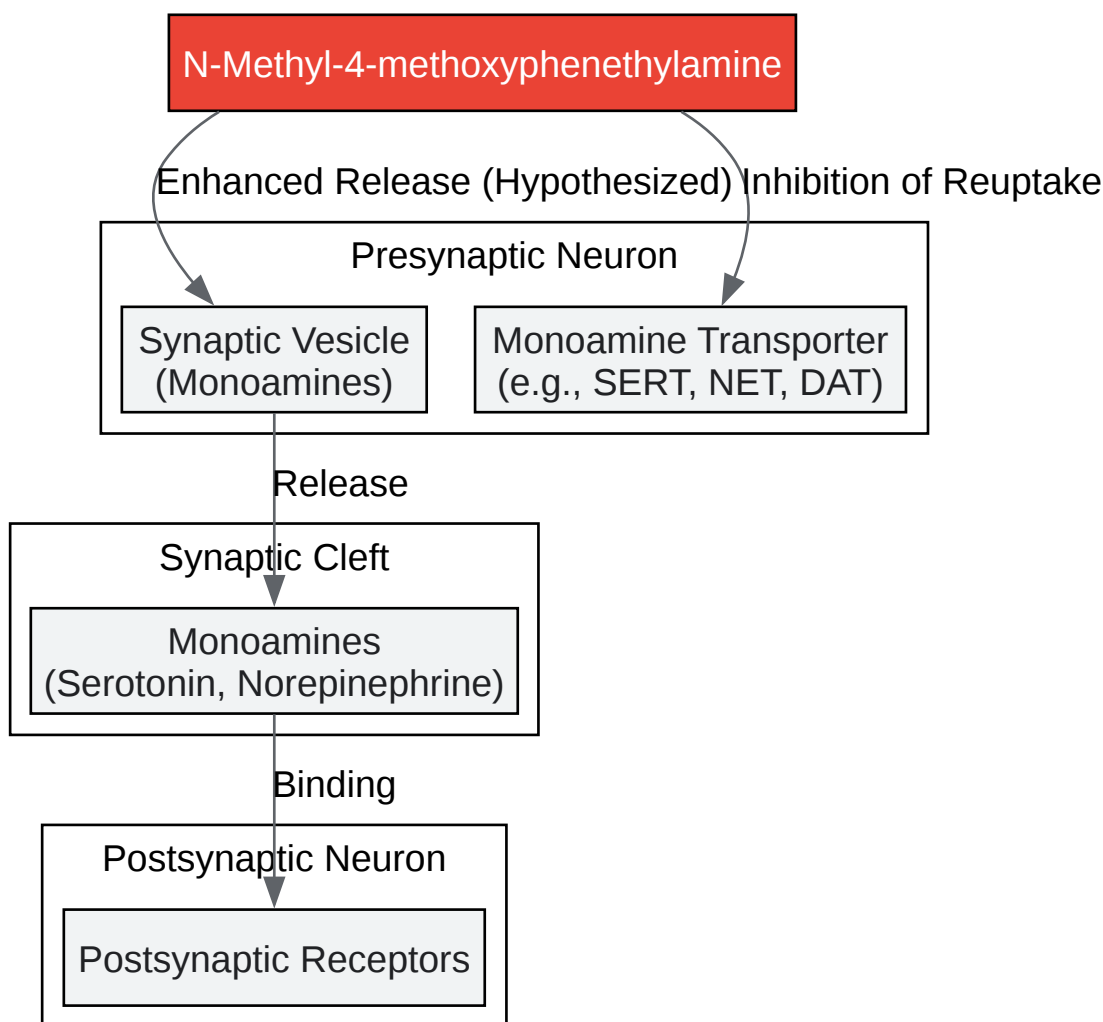 N-Methyl-4-methoxyphenethylamine
Enhanced Release (Hypothesized)
Inhibition of Reuptake
Presynaptic Neuron
Synaptic Vesicle
(Monoamines)
Monoamine Transporter
(e.g., SERT, NET, DAT)
Release
Synaptic Cleft
Monoamines
(Serotonin, Norepinephrine)
Binding
Postsynaptic Neuron
Postsynaptic Receptors